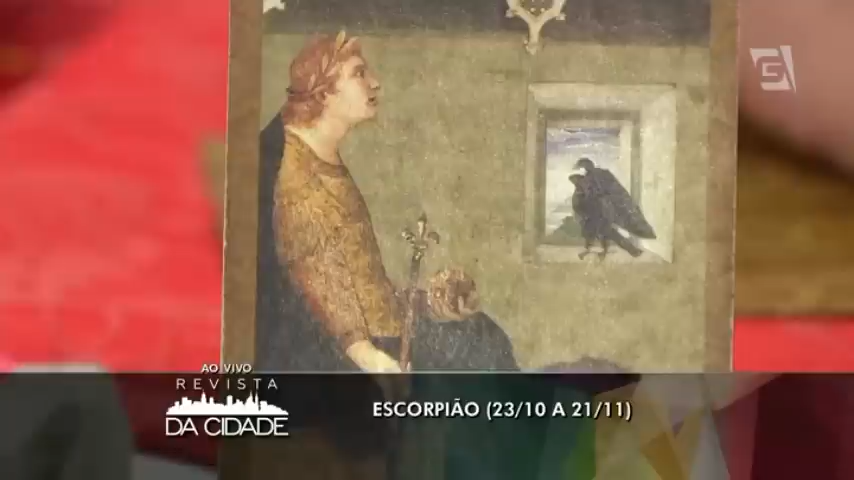 AO VIVO
REVISTA
DA CIDADE
ESCORPIÃO (23/10 A 21/11)